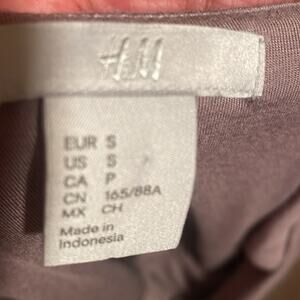 H&M
EUR S
US S
CA P
CN 165/88A
MX CH
Made in
Indonesia